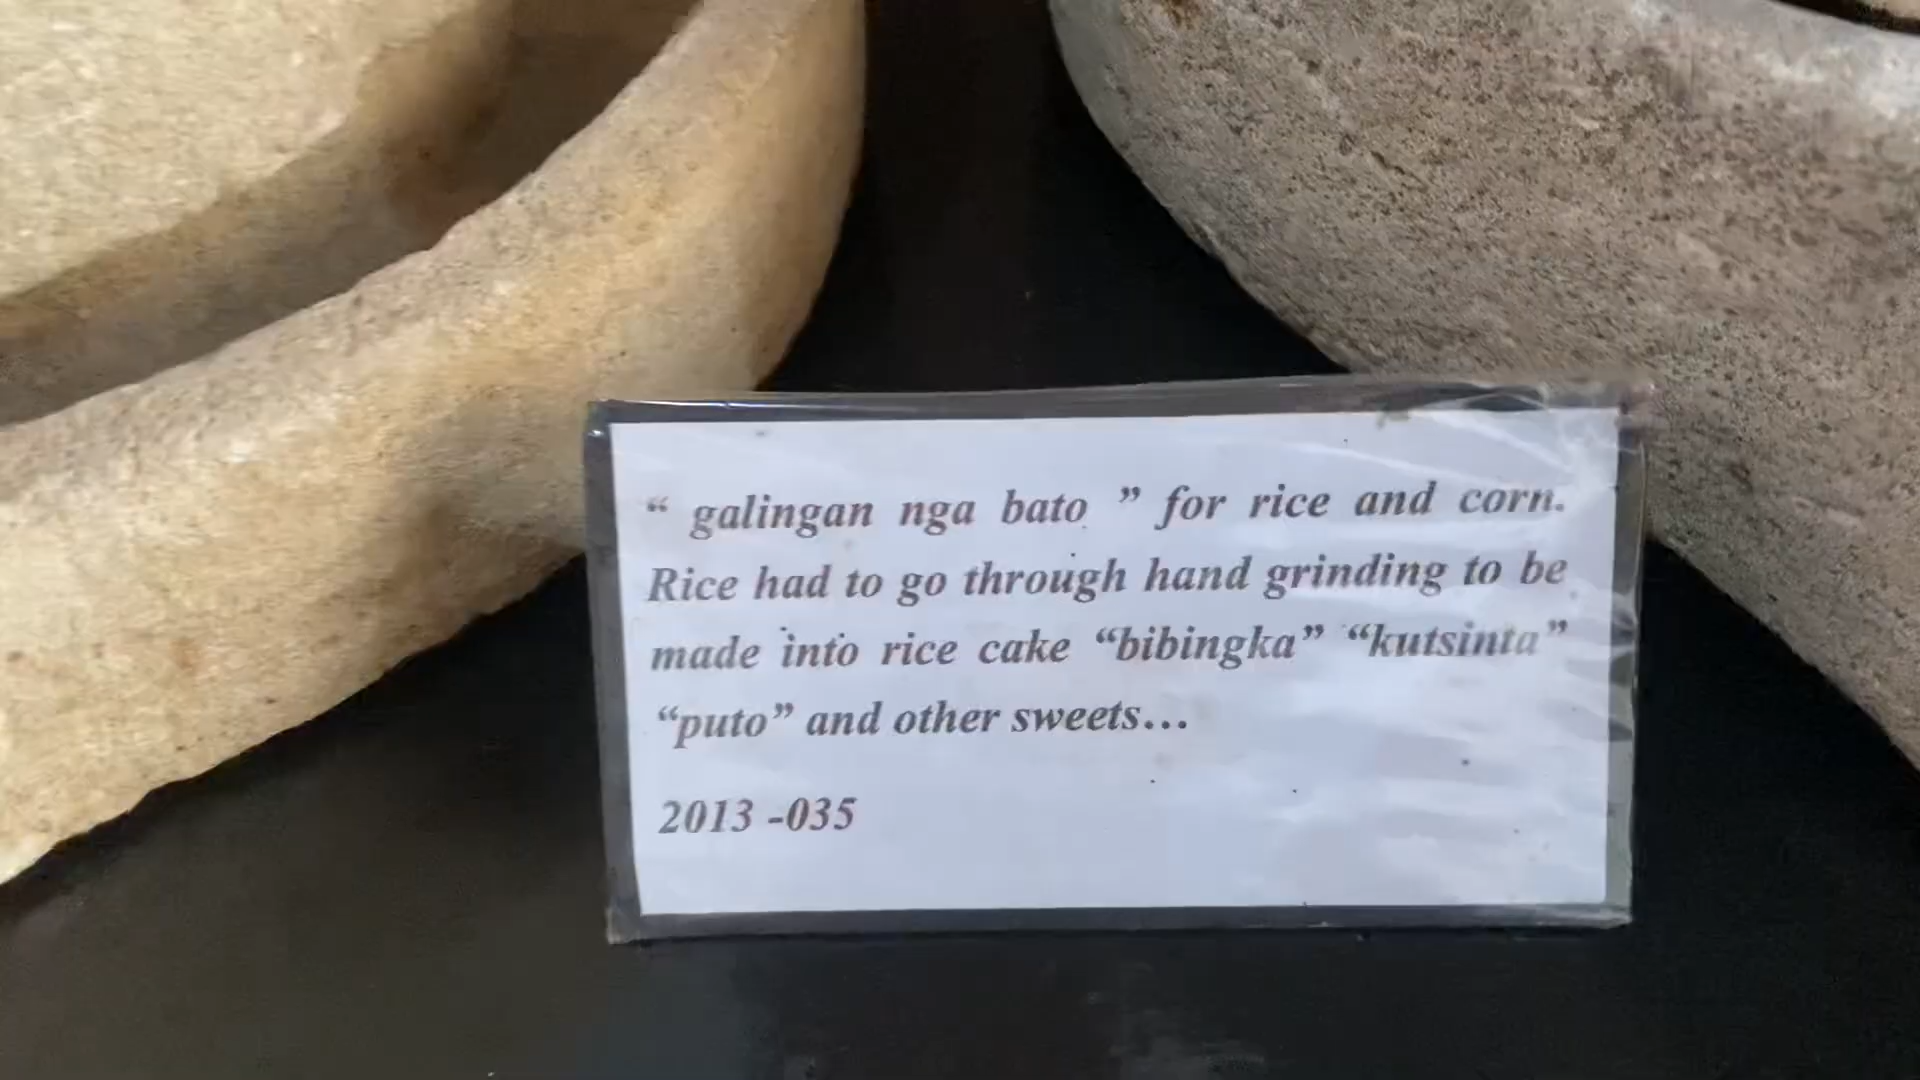 “ galingan nga bato ” for rice and corn.
Rice had to go through hand grinding to be
made into rice cake “bibingka” “kutsinta”
“puto” and other sweets...
2013 -035